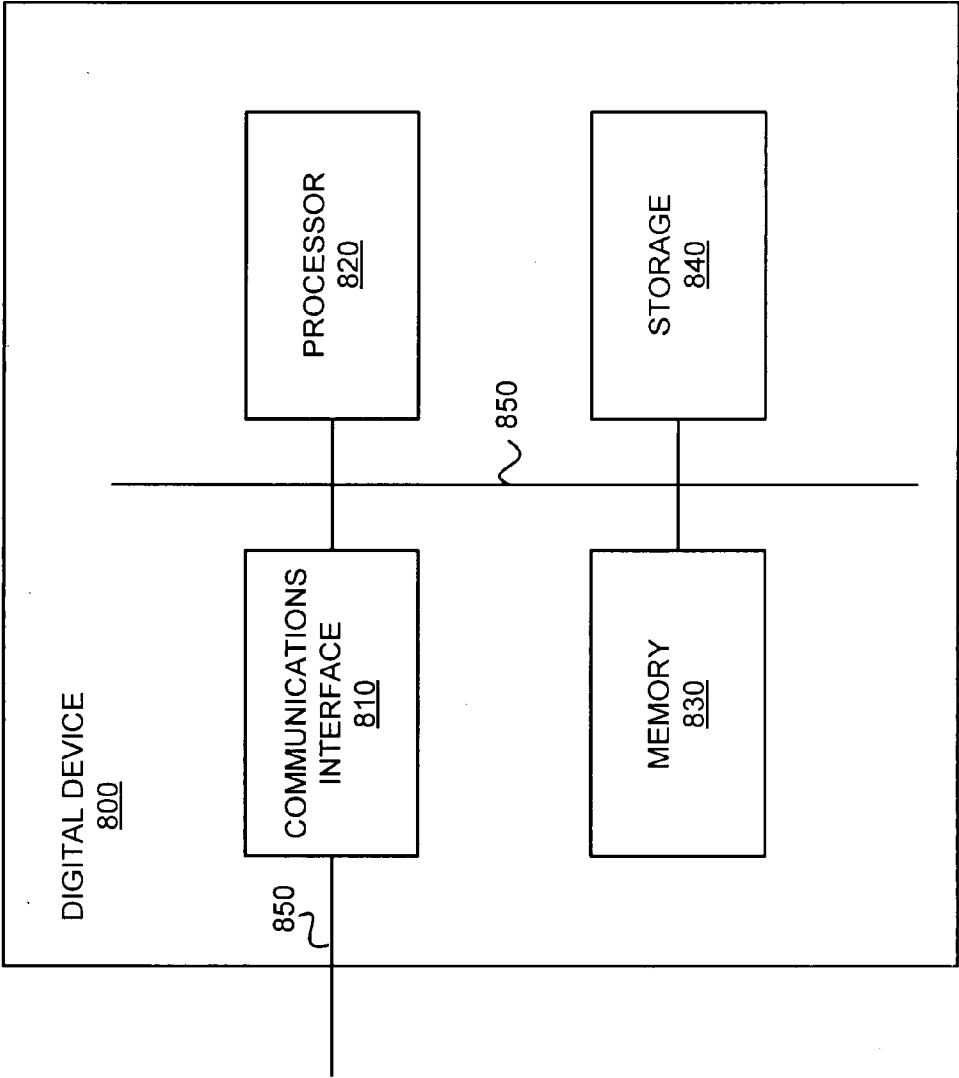 DIGITAL DEVICE
800
COMMUNICATIONS
INTERFACE
810
PROCESSOR
820
850
850
MEMORY
830
STORAGE
840